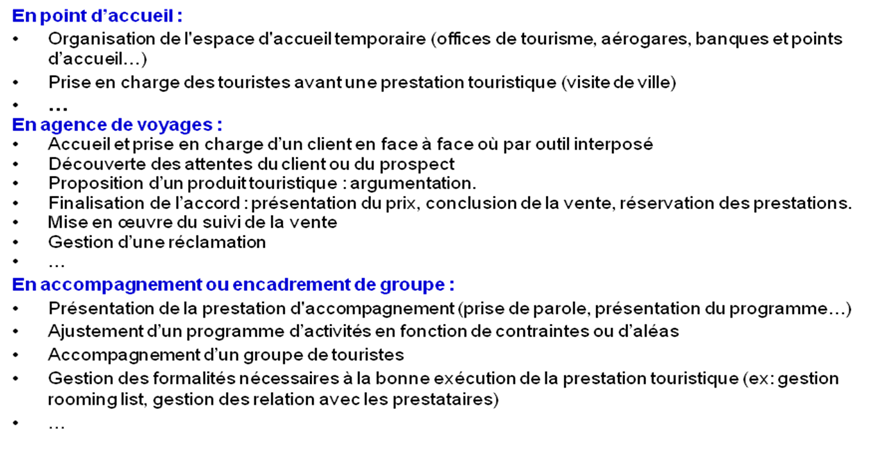 En point d'accueil :
• Organisation de l'espace d'accueil temporaire (offices de tourisme, aérogares, banques et points
d'accueil…)
• Prise en charge des touristes avant une prestation touristique (visite de ville)
• …
En agence de voyages :
• Accueil et prise en charge d'un client en face à face où par outil interposé
• Découverte des attentes du client ou du prospect
• Proposition d'un produit touristique : argumentation.
• Finalisation de l'accord : présentation du prix, conclusion de la vente, réservation des prestations.
• Mise en œuvre du suivi de la vente
• Gestion d'une réclamation
• …
En accompagnement ou encadrement de groupe :
• Présentation de la prestation d'accompagnement (prise de parole, présentation du programme…)
• Ajustement d'un programme d'activités en fonction de contraintes ou d'aléas
• Accompagnement d'un groupe de touristes
• Gestion des formalités nécessaires à la bonne exécution de la prestation touristique (ex: gestion
rooming list, gestion des relation avec les prestataires)
• …